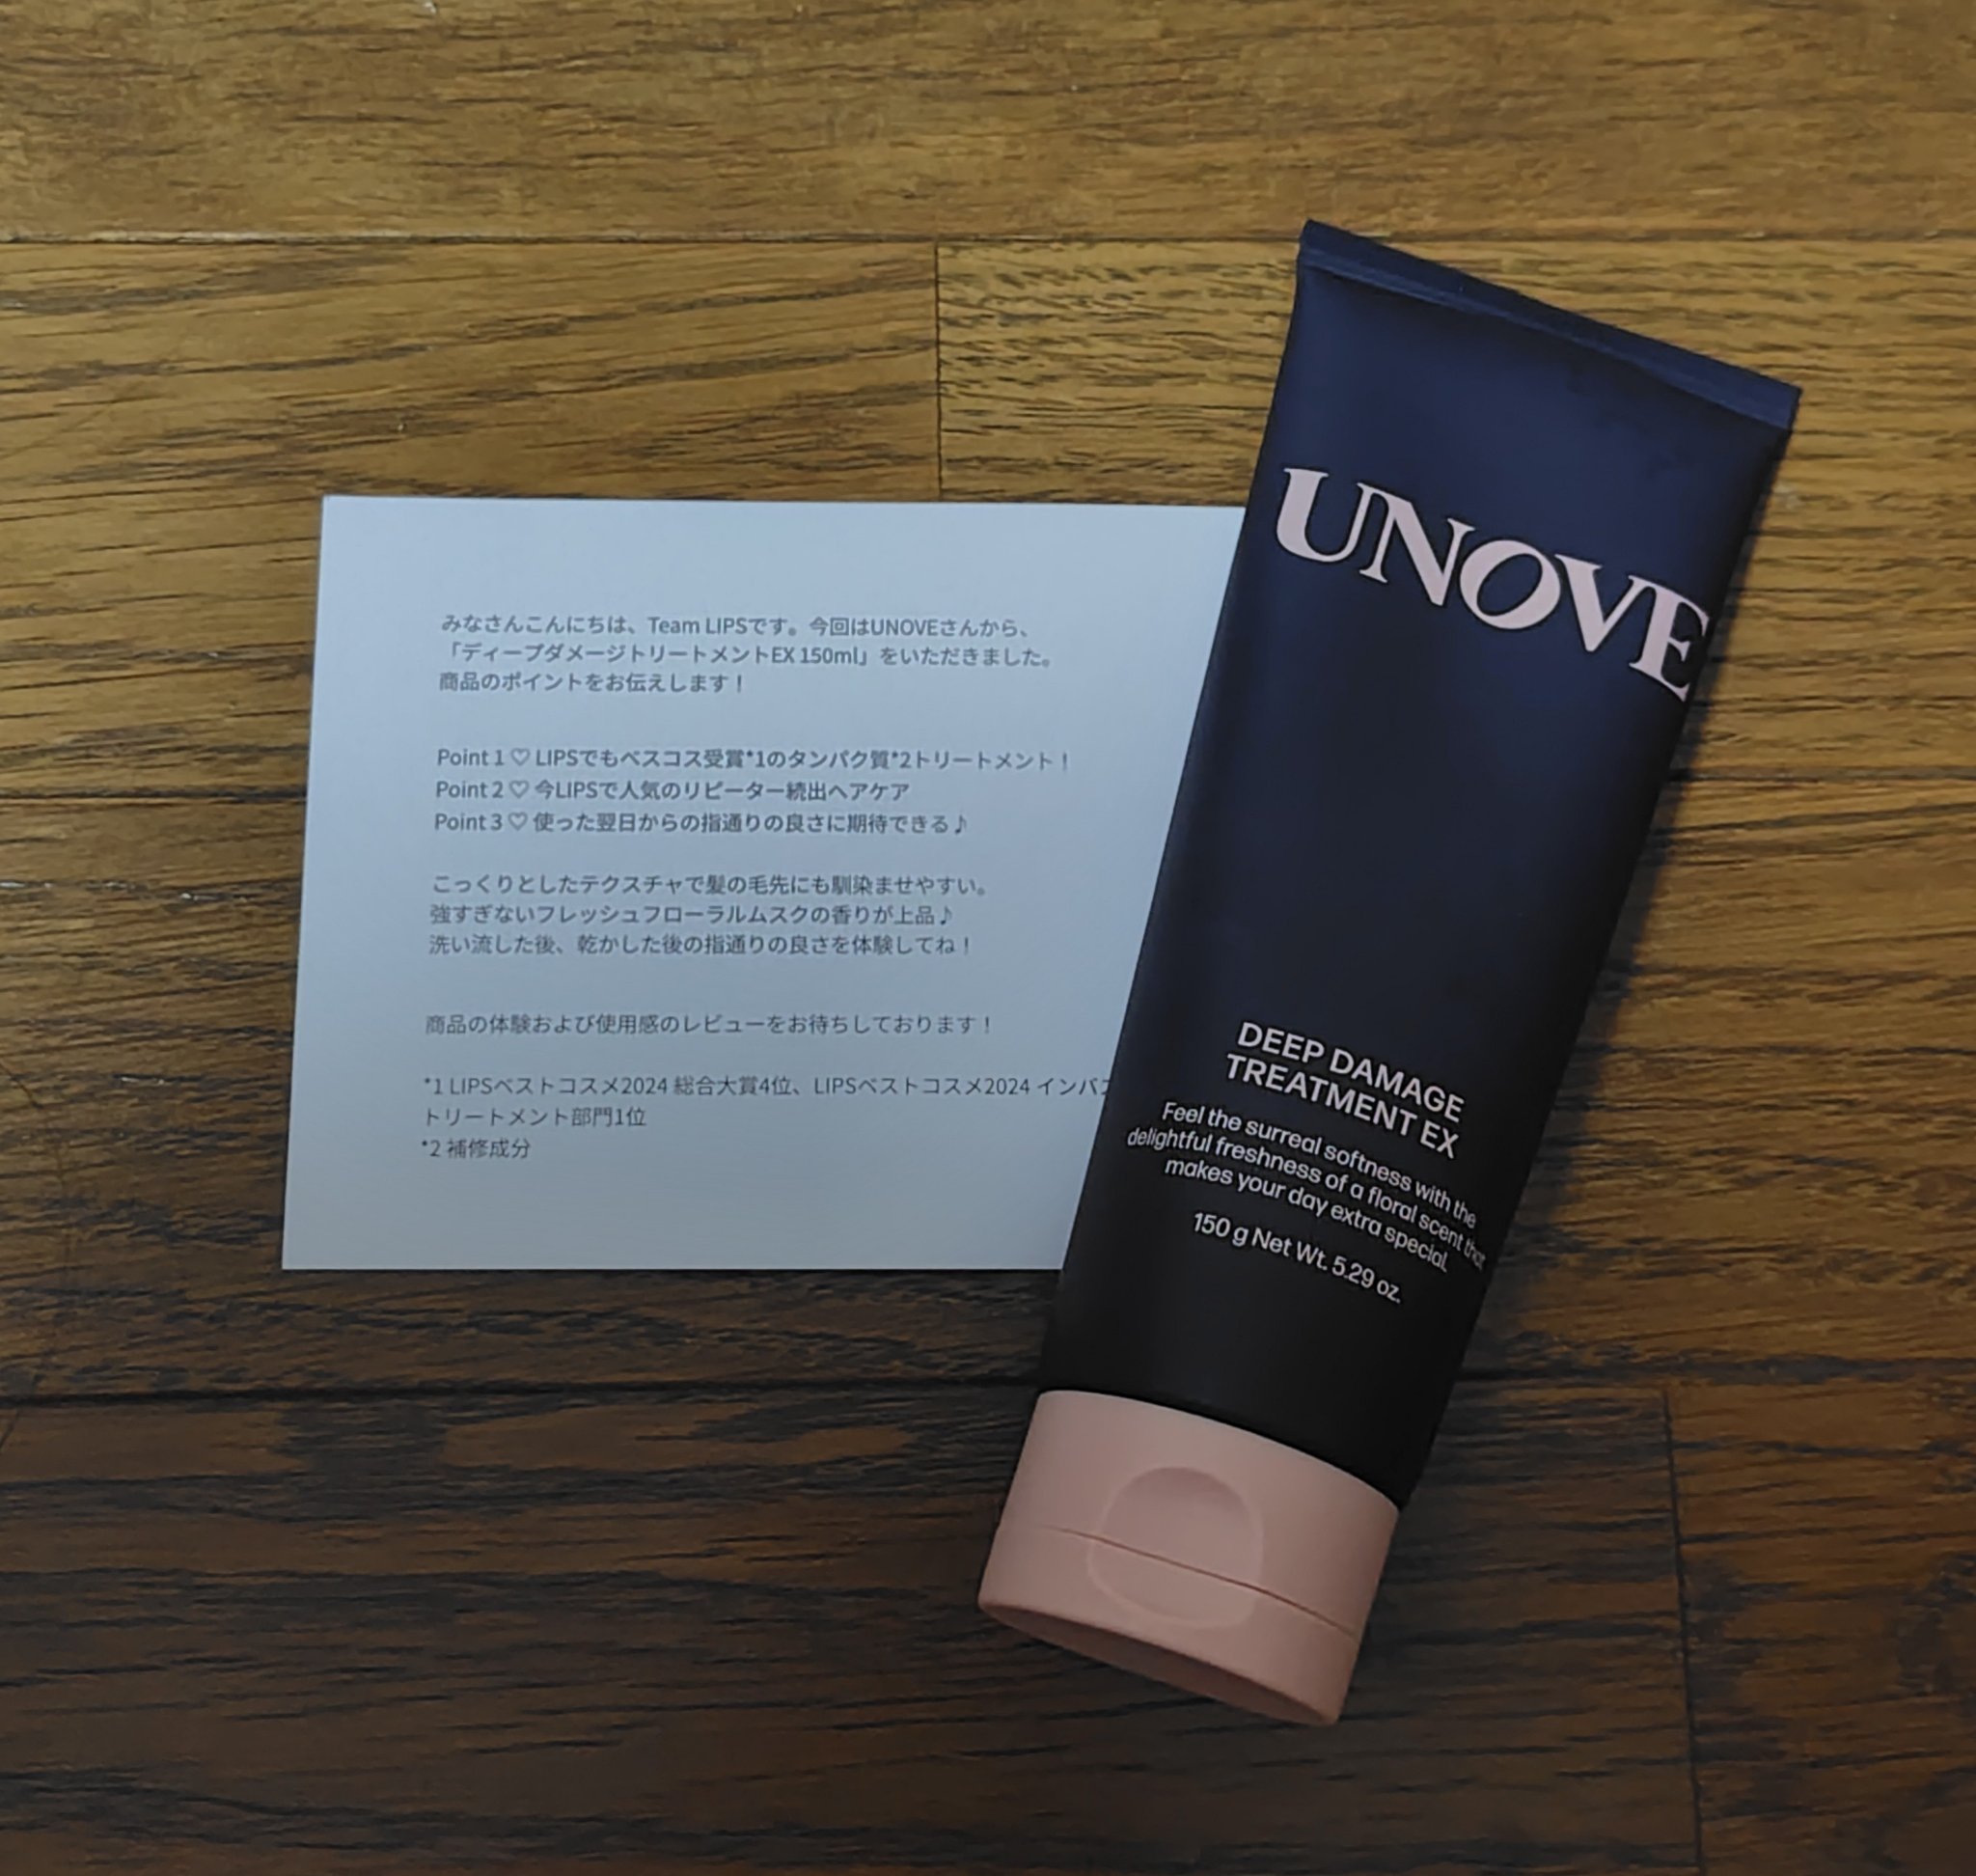 みなさんこんにちは、Team LIPSです。今回はUNOVEさんから、
「ディープダメージトリートメントEX 150ml」をいただきました。
商品のポイントをお伝えします！
Point 1 ♡ LIPSでもベスコス受賞*1のタンパク質*2トリートメント！
Point 2 ♡ 今LIPSで人気のリピーター続出ヘアケア
Point 3 ♡ 使った翌日からの指通りの良さに期待できる♪
こっくりとしたテクスチャで髪の毛先にも馴染ませやすい。
強すぎないフレッシュフローラルムスクの香りが上品♪
洗い流した後、乾かした後の指通りの良さを体験してね！
商品の体験および使用感のレビューをお待ちしております！
*1 LIPSベストコスメ2024 総合大賞4位、LIPSベストコスメ2024 インバス
トリートメント部門1位
*2 補修成分
UNOVE
DEEP DAMAGE
TREATMENT EX
Feel the surreal softness with the
delightful freshness of a floral scent that
makes your day extra special.
150 g Net Wt. 5.29 oz.